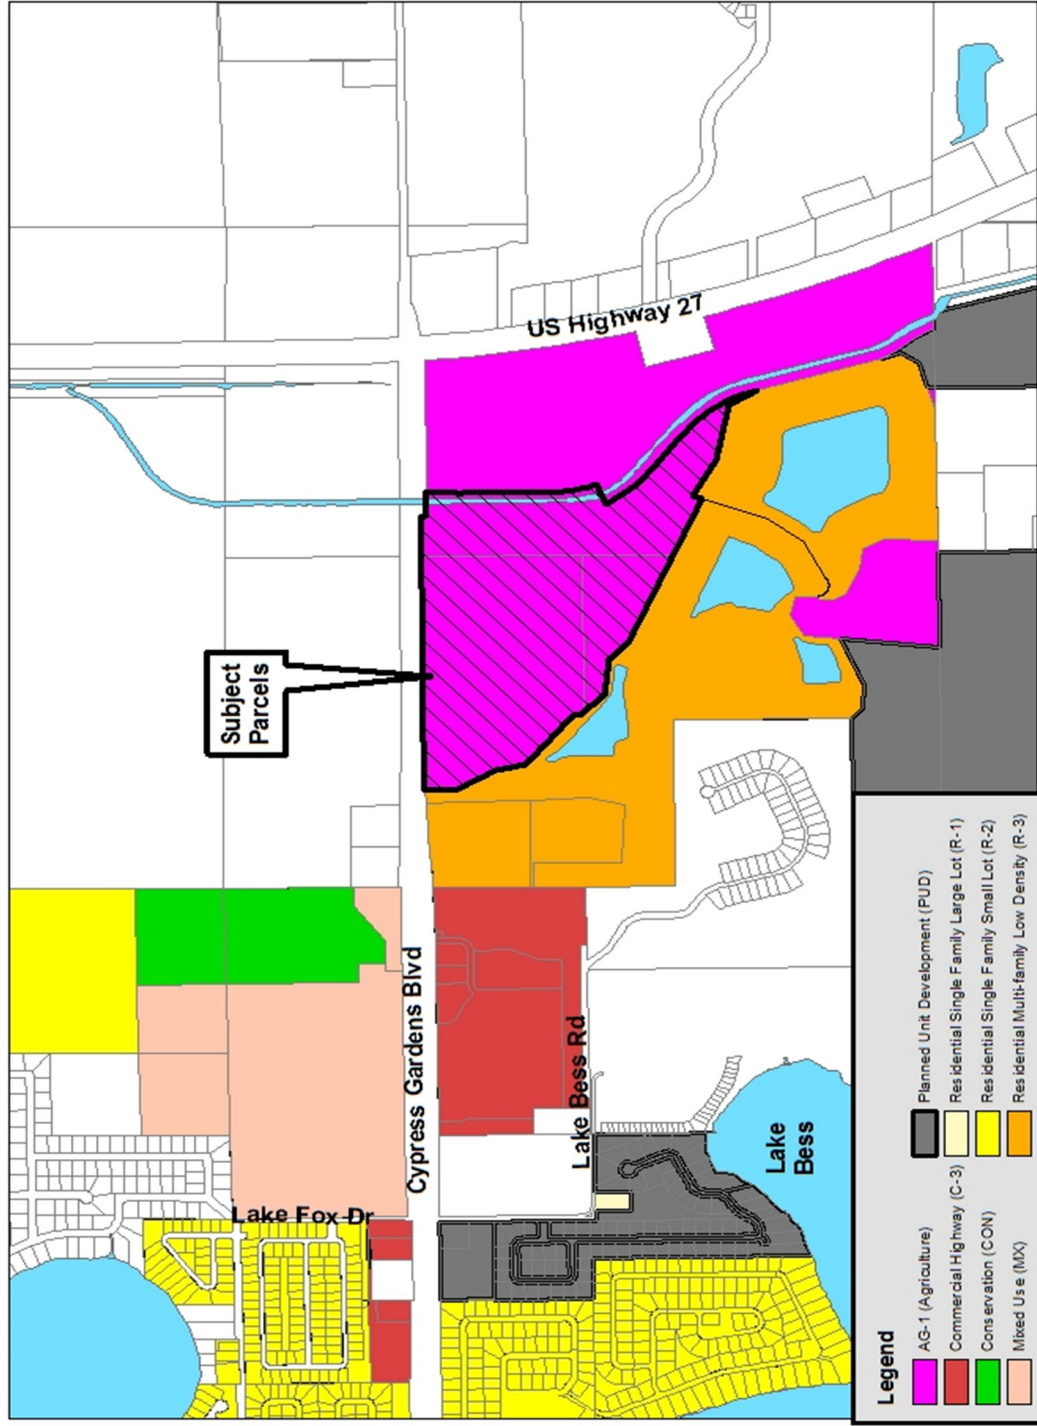 Subject
Parcels
US Highway 27
Cypress Gardens Blvd
Lake Bess Rd
Lake Fox Dr
Lake
Bess
Legend
AG-1 (Agriculture)
Commercial Highway (C-3)
Conservation (CON)
Mixed Use (MX)
Planned Unit Development (PUD)
Residential Single Family Large Lot (R-1)
Residential Single Family Small Lot (R-2)
Residential Multi-family Low Density (R-3)